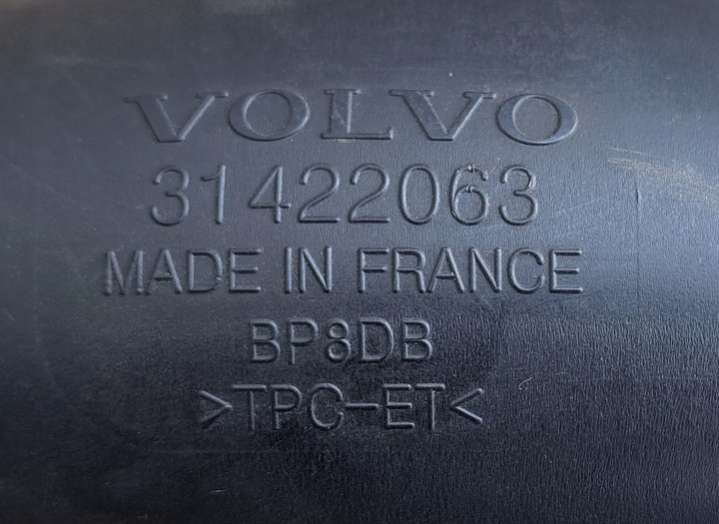 VOLVO
31422063
MADE IN FRANCE
BP8DB
>TPC-ET<